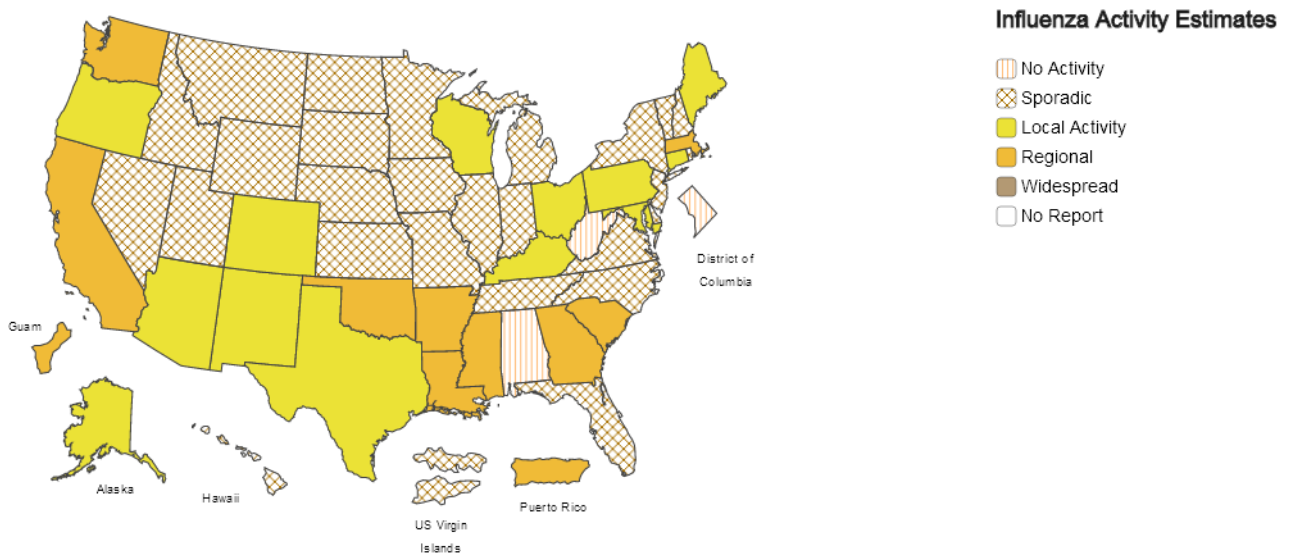 Influenza Activity Estimates
No Activity
Sporadic
Local Activity
Regional
Widespread
No Report
District of
Columbia
Guam
Alaska
Hawaii
US Virgin
Islands
Puerto Rico